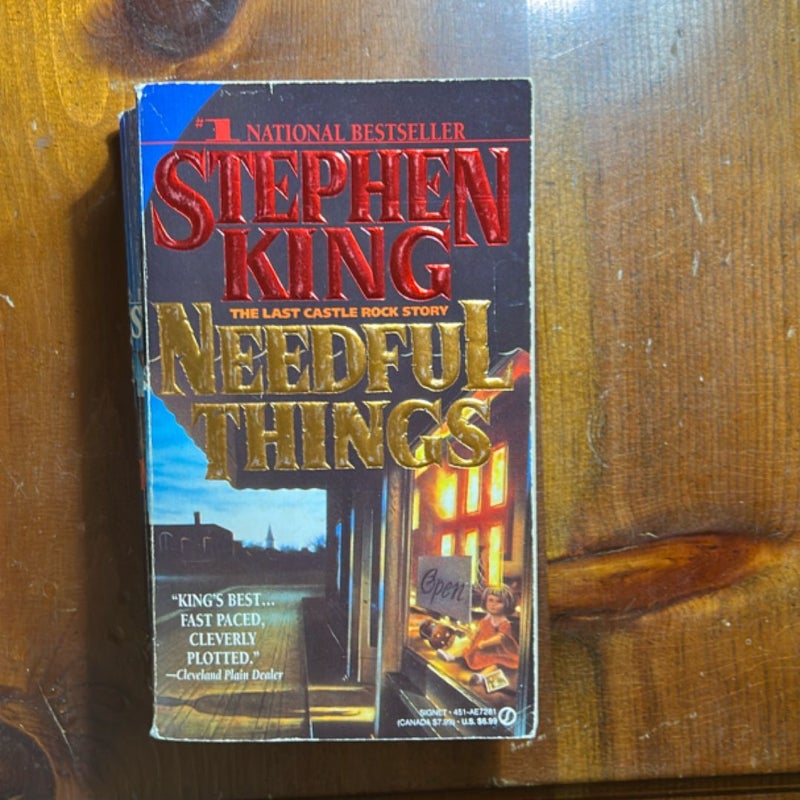 #1 NATIONAL BESTSELLER
STEPHEN
KING
THE LAST CASTLE ROCK STORY
NEEDFUL
THINGS
Open
"KING'S BEST...
FAST PACED,
CLEVERLY
PLOTTED."
—Cleveland Plain Dealer
SIGNET • 451-AE7281
(CANADA $7.99) • U.S. $6.99
S